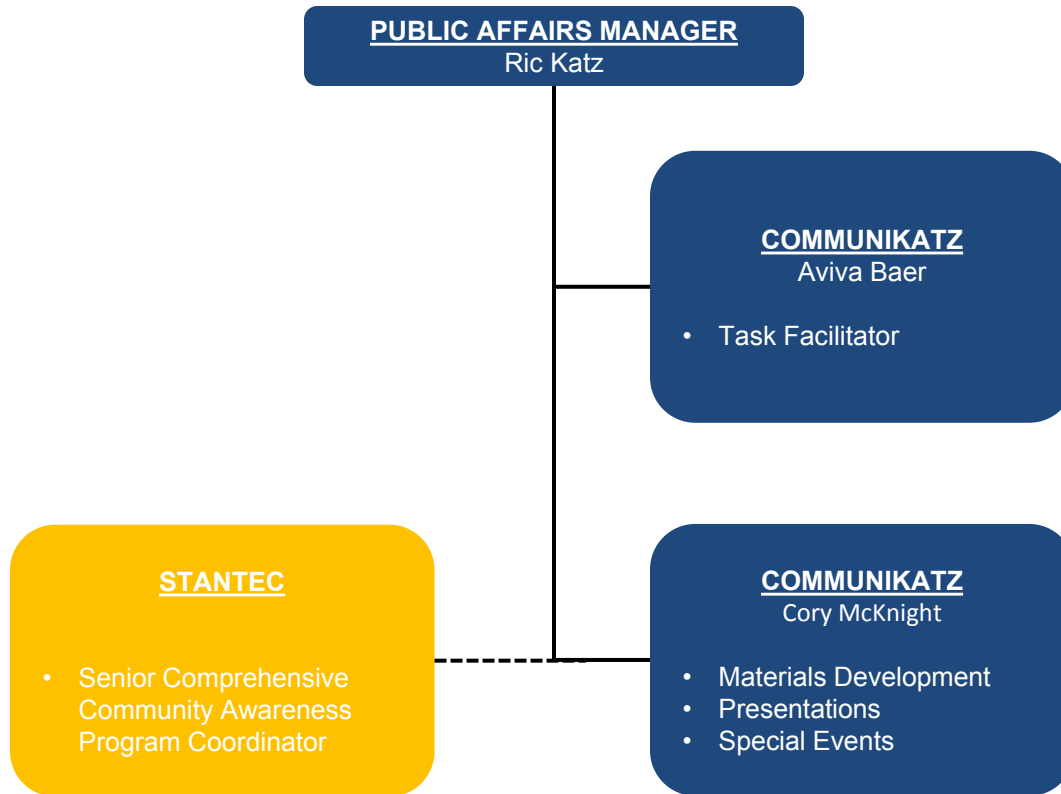 PUBLIC AFFAIRS MANAGER
Ric Katz
COMMUNIKATZ
Aviva Baer
• Task Facilitator
STANTEC
• Senior Comprehensive
Community Awareness
Program Coordinator
COMMUNIKATZ
Cory McKnight
• Materials Development
• Presentations
• Special Events